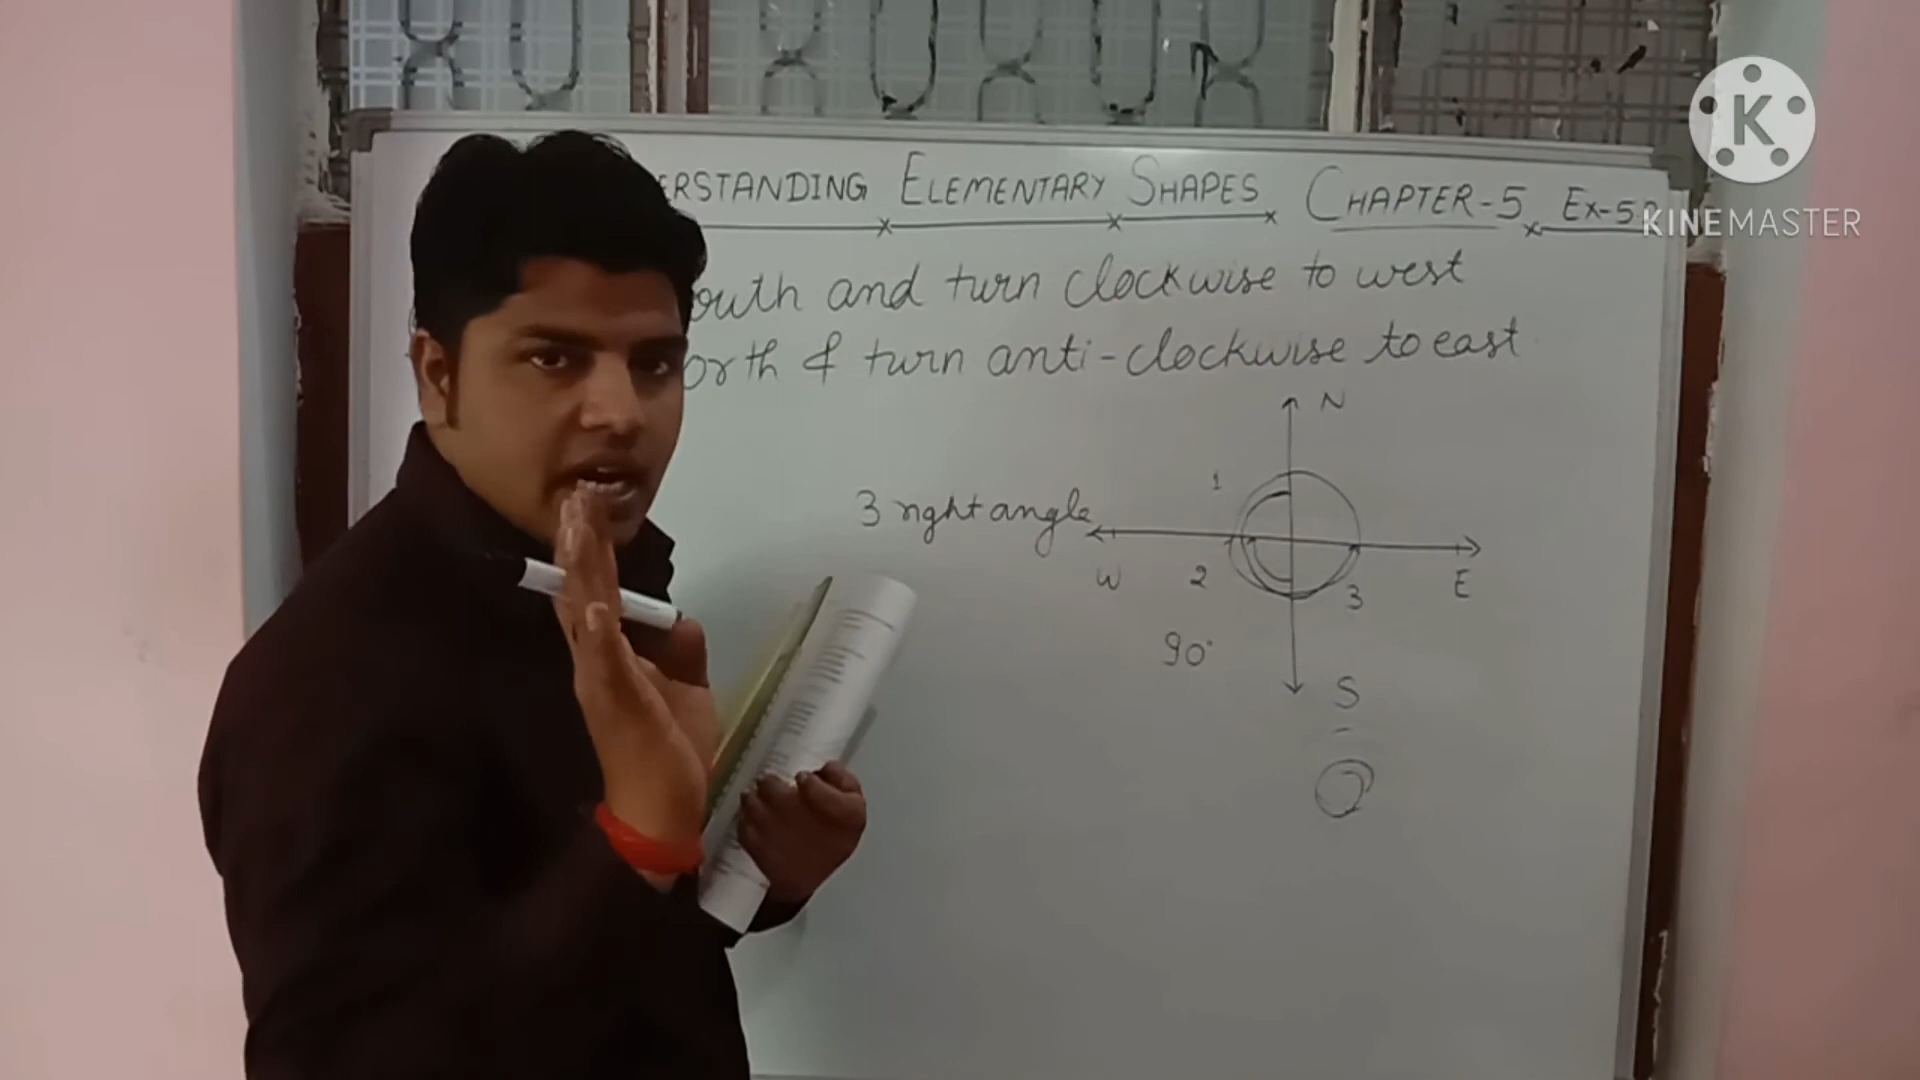 ERSTANDING ELEMENTARY SHAPES CHAPTER-5 EX-5
K
KINEMASTER
outh and turn clockwise to west
orth & turn anti-clockwise to east
N
1
3 right angle
W 2 3 E
90°
S